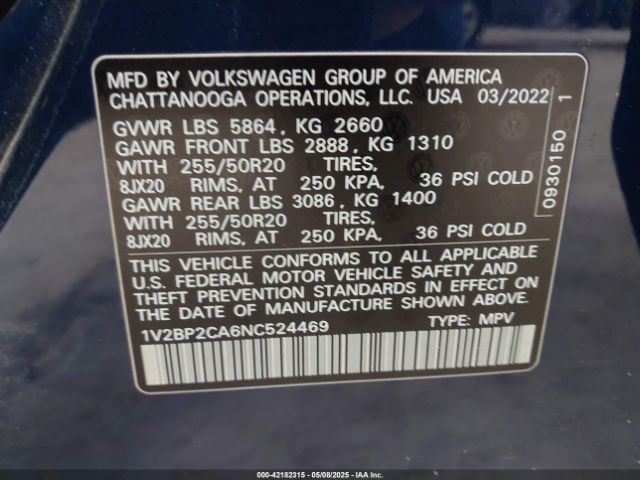 MFD BY VOLKSWAGEN GROUP OF AMERICA
CHATTANOOGA OPERATIONS, LLC. USA 03/2022
GVWR LBS 5864, KG 2660
GAWR FRONT LBS 2888, KG 1310
WITH 255/50R20 TIRES,
8JX20 RIMS, AT 250 KPA, 36 PSI COLD
GAWR REAR LBS 3086, KG 1400
WITH 255/50R20 TIRES,
8JX20 RIMS, AT 250 KPA, 36 PSI COLD
THIS VEHICLE CONFORMS TO ALL APPLICABLE
U.S. FEDERAL MOTOR VEHICLE SAFETY AND
THEFT PREVENTION STANDARDS IN EFFECT ON
THE DATE OF MANUFACTURE SHOWN ABOVE.
1V2BP2CA6NC524469 TYPE: MPV
0930150 1
000-42182315 - 05/08/2025 - IAAI.COM